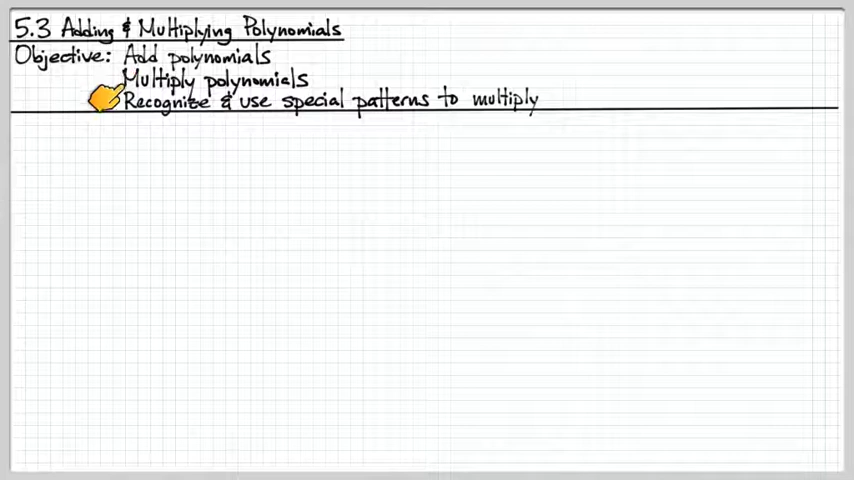 5.3 Adding & Multiplying Polynomials
Objective: Add polynomials
Multiply polynomials
Recognize & use special patterns to multiply